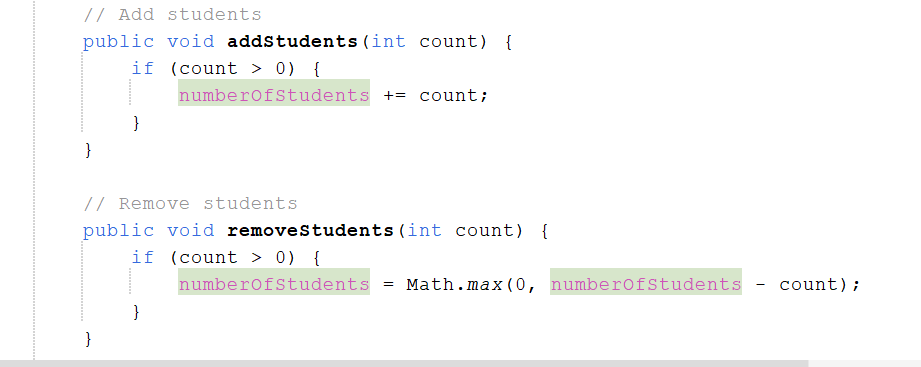 // Add students
public void addStudents(int count) {
if (count > 0) {
numberOfStudents += count;
}
}
// Remove students
public void removeStudents(int count) {
if (count > 0) {
numberOfStudents = Math.max(0, numberOfStudents - count);
}
}